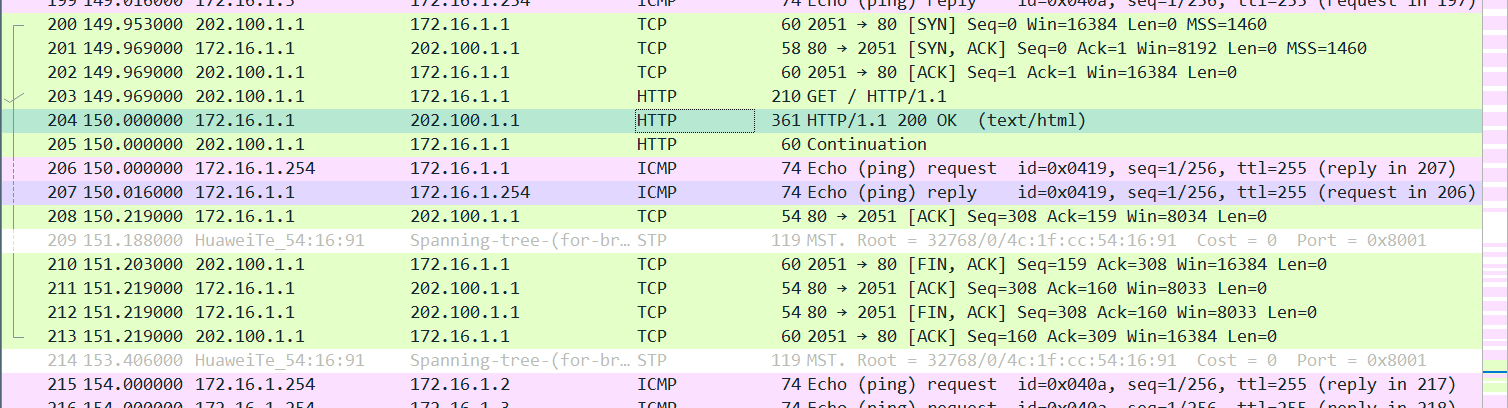 199 149.016000 172.16.1.3 172.16.1.254 ICMP 74 Echo (ping) reply id=0x040a, seq=1/256, ttl=255 (request in 197)
200 149.953000 202.100.1.1 172.16.1.1 TCP 60 2051 → 80 [SYN] Seq=0 Win=16384 Len=0 MSS=1460
201 149.969000 172.16.1.1 202.100.1.1 TCP 58 80 → 2051 [SYN, ACK] Seq=0 Ack=1 Win=8192 Len=0 MSS=1460
202 149.969000 202.100.1.1 172.16.1.1 TCP 60 2051 → 80 [ACK] Seq=1 Ack=1 Win=16384 Len=0
203 149.969000 202.100.1.1 172.16.1.1 HTTP 210 GET / HTTP/1.1
204 150.000000 172.16.1.1 202.100.1.1 HTTP 361 HTTP/1.1 200 OK (text/html)
205 150.000000 202.100.1.1 172.16.1.1 HTTP 60 Continuation
206 150.000000 172.16.1.254 172.16.1.1 ICMP 74 Echo (ping) request id=0x0419, seq=1/256, ttl=255 (reply in 207)
207 150.016000 172.16.1.1 172.16.1.254 ICMP 74 Echo (ping) reply id=0x0419, seq=1/256, ttl=255 (request in 206)
208 150.219000 172.16.1.1 202.100.1.1 TCP 54 80 → 2051 [ACK] Seq=308 Ack=159 Win=8034 Len=0
209 151.188000 HuaweiTe_54:16:91 Spanning-tree-(for-br… STP 119 MST. Root = 32768/0/4c:1f:cc:54:16:91 Cost = 0 Port = 0x8001
210 151.203000 202.100.1.1 172.16.1.1 TCP 60 2051 → 80 [FIN, ACK] Seq=159 Ack=308 Win=16384 Len=0
211 151.219000 172.16.1.1 202.100.1.1 TCP 54 80 → 2051 [ACK] Seq=308 Ack=160 Win=8033 Len=0
212 151.219000 172.16.1.1 202.100.1.1 TCP 54 80 → 2051 [FIN, ACK] Seq=308 Ack=160 Win=8033 Len=0
213 151.219000 202.100.1.1 172.16.1.1 TCP 60 2051 → 80 [ACK] Seq=160 Ack=309 Win=16384 Len=0
214 153.406000 HuaweiTe_54:16:91 Spanning-tree-(for-br… STP 119 MST. Root = 32768/0/4c:1f:cc:54:16:91 Cost = 0 Port = 0x8001
215 154.000000 172.16.1.254 172.16.1.2 ICMP 74 Echo (ping) request id=0x040a, seq=1/256, ttl=255 (reply in 217)
216 154.000000 172.16.1.254 172.16.1.3 ICMP 74 Echo (ping) request id=0x040a, seq=1/256, ttl=255 (reply in 218)